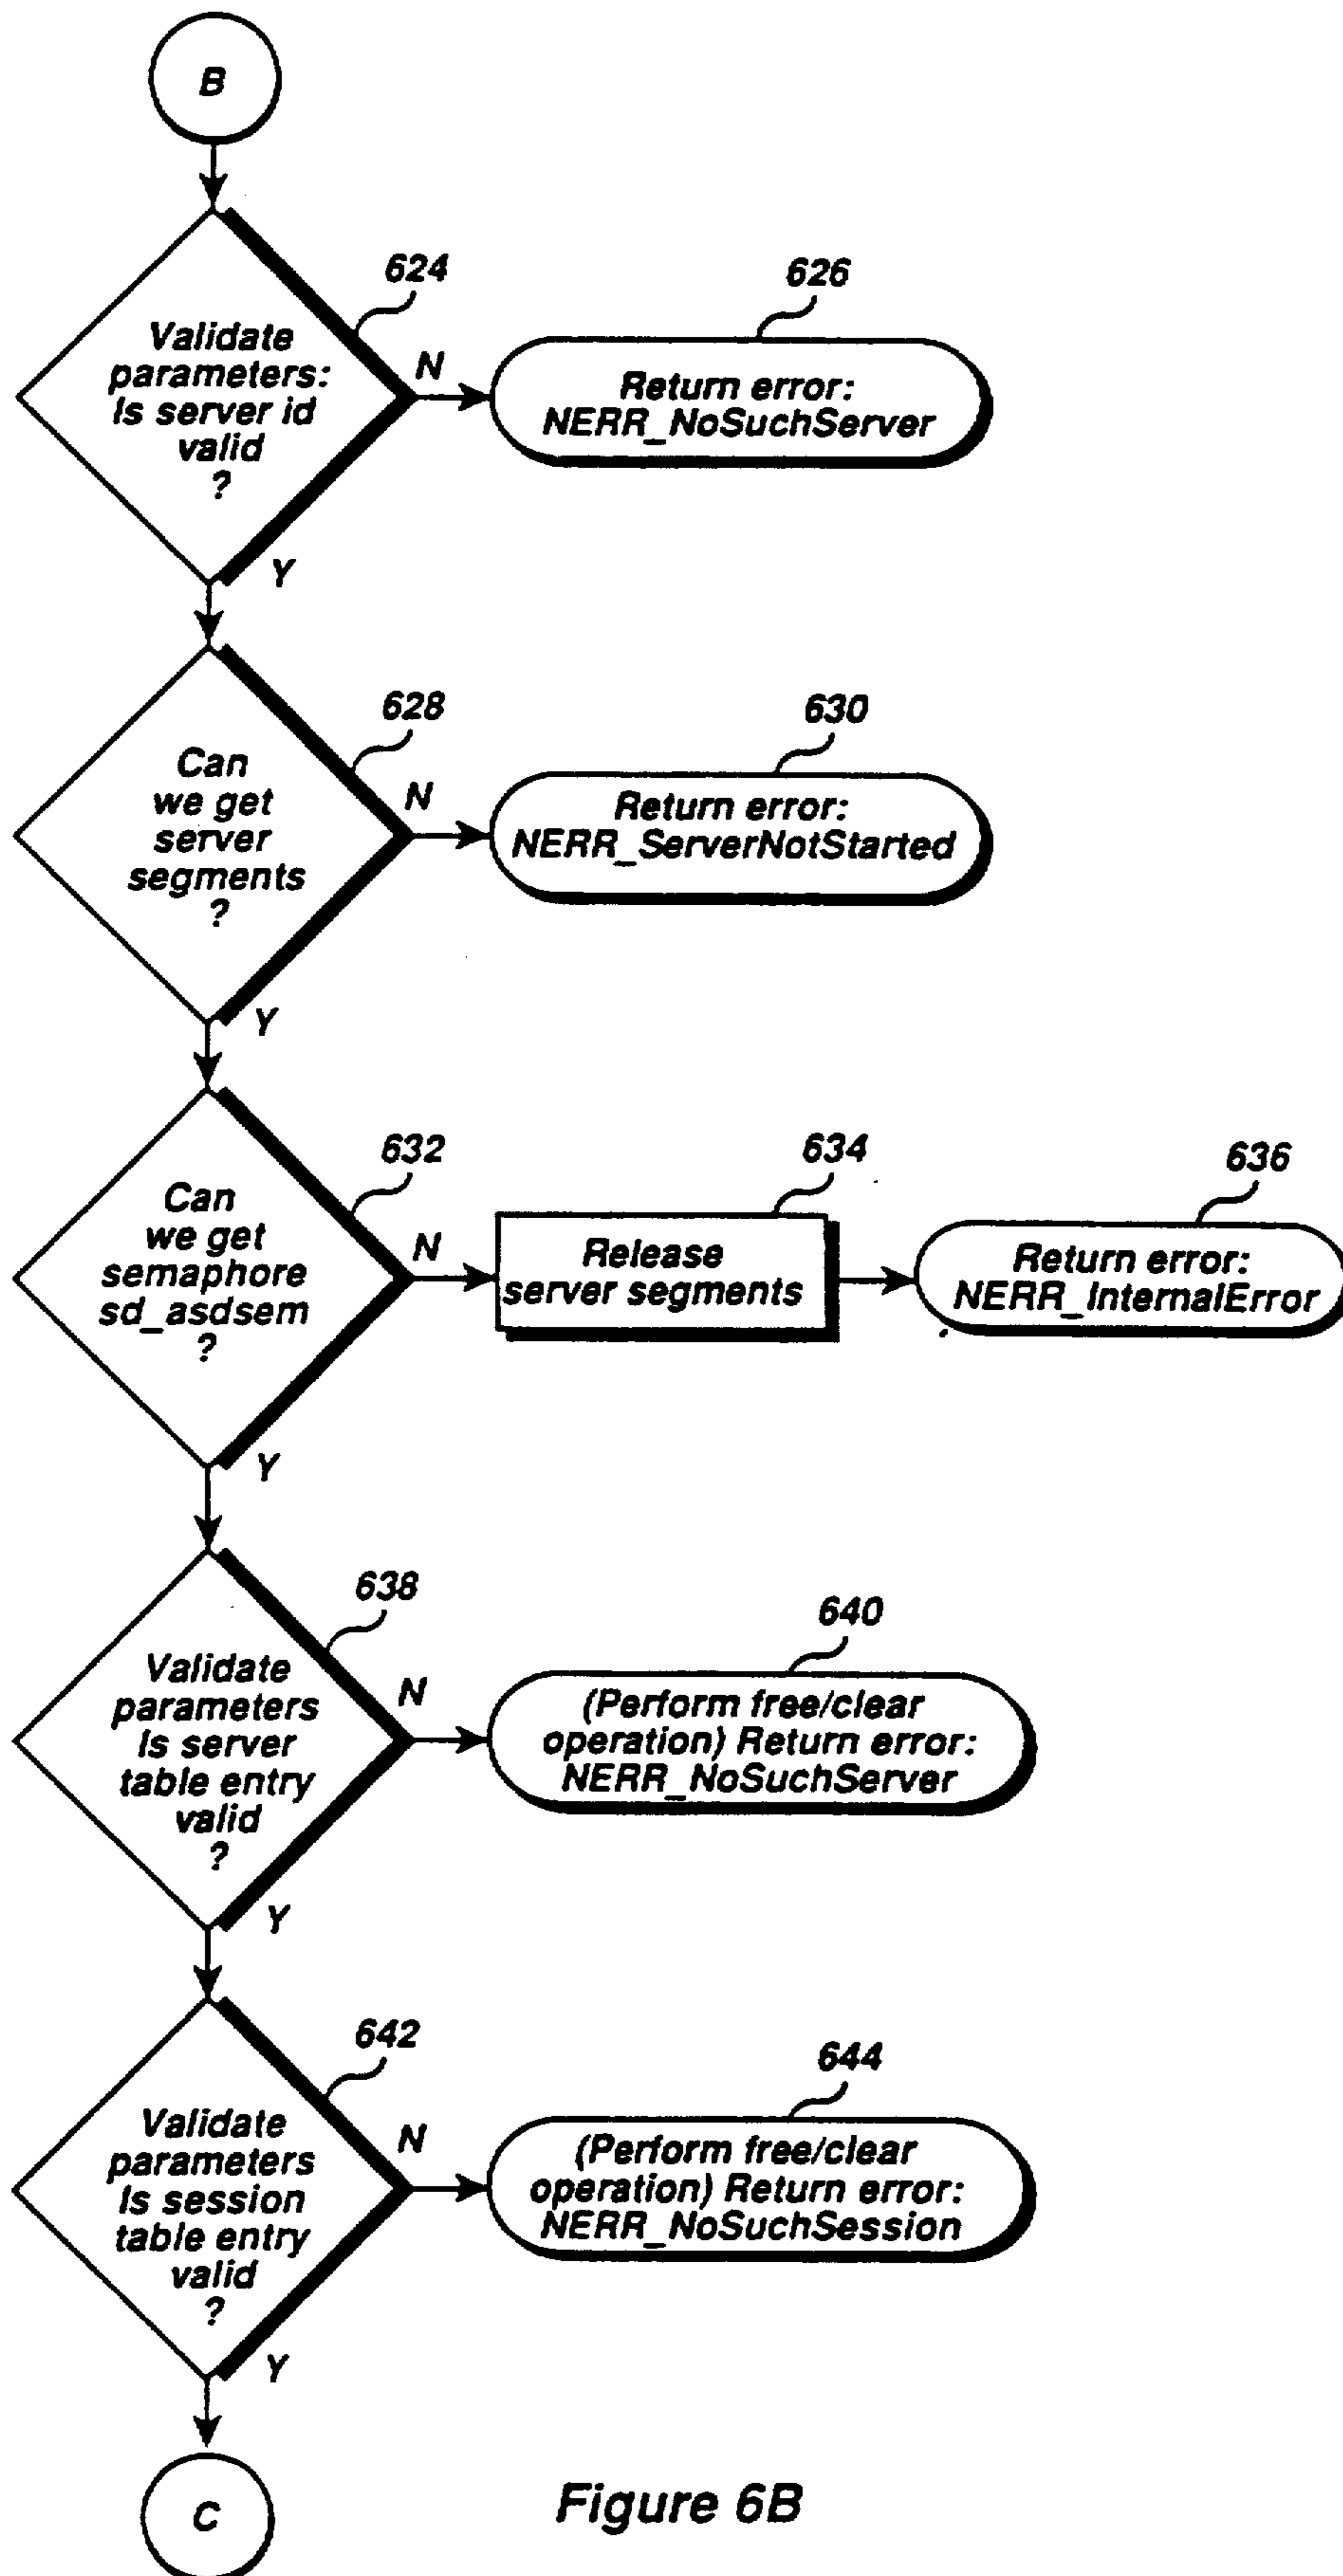 B
624
Validate
parameters:
Is server id
valid
?
N
626
Return error:
NERR_NoSuchServer
Y
628
Can
we get
server
segments
?
N
630
Return error:
NERR_ServerNotStarted
Y
632
Can
we get
semaphore
sd_asdsem
?
N
634
Release
server segments
636
Return error:
NERR_InternalError
Y
638
Validate
parameters
Is server
table entry
valid
?
N
640
(Perform free/clear
operation) Return error:
NERR_NoSuchServer
Y
642
Validate
parameters
Is session
table entry
valid
?
N
644
(Perform free/clear
operation) Return error:
NERR_NoSuchSession
Y
C
Figure 6B